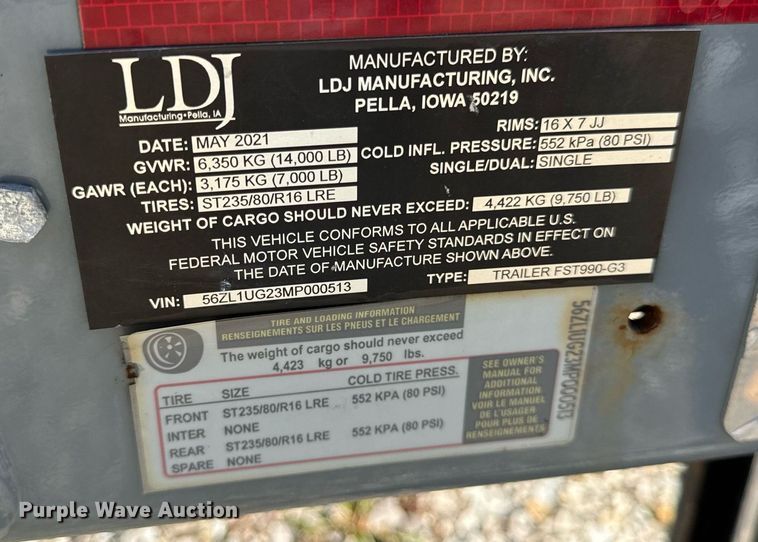 LDJ
Manufacturing • Pella, IA
MANUFACTURED BY:
LDJ MANUFACTURING, INC.
PELLA, IOWA 50219
DATE: MAY 2021
GVWR: 6,350 KG (14,000 LB)
GAWR (EACH): 3,175 KG (7,000 LB)
TIRES: ST235/80/R16 LRE
RIMS: 16 X 7 JJ
COLD INFL. PRESSURE: 552 kPa (80 PSI)
SINGLE/DUAL: SINGLE
WEIGHT OF CARGO SHOULD NEVER EXCEED: 4,422 KG (9,750 LB)
THIS VEHICLE CONFORMS TO ALL APPLICABLE U.S.
FEDERAL MOTOR VEHICLE SAFETY STANDARDS IN EFFECT ON
THE DATE OF MANUFACTURE SHOWN ABOVE.
VIN: 56ZL1UG23MP000513
TYPE: TRAILER FST990-G3
TIRE AND LOADING INFORMATION
RENSEIGNEMENTS SUR LES PNEUS ET LE CHARGEMENT
The weight of cargo should never exceed
4,423 kg or 9,750 lbs.
TIRE SIZE COLD TIRE PRESS.
FRONT ST235/80/R16 LRE 552 KPA (80 PSI)
INTER NONE
REAR ST235/80/R16 LRE 552 KPA (80 PSI)
SPARE NONE
SEE OWNER'S
MANUAL FOR
ADDITIONAL
INFORMATION
VOIR LE MANUEL
DE L'USAGER
POUR PLUS DE
RENSEIGNEMENTS
56ZL1UG23MP000513
Purple Wave Auction